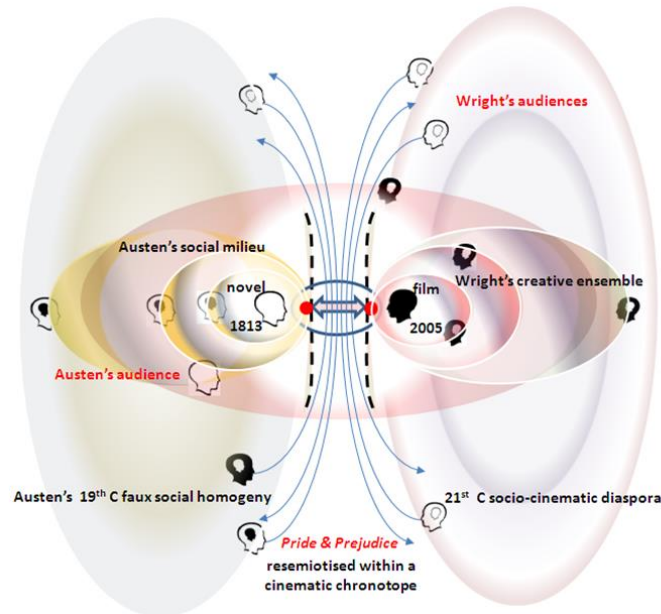 Wright's audiences
Austen's social milieu
novel
1813
film
2005
Wright's creative ensemble
Austen's audience
Austen's 19th C faux social homogeny
21st C socio-cinematic diaspora
Pride & Prejudice
resemiotised within a
cinematic chronotope